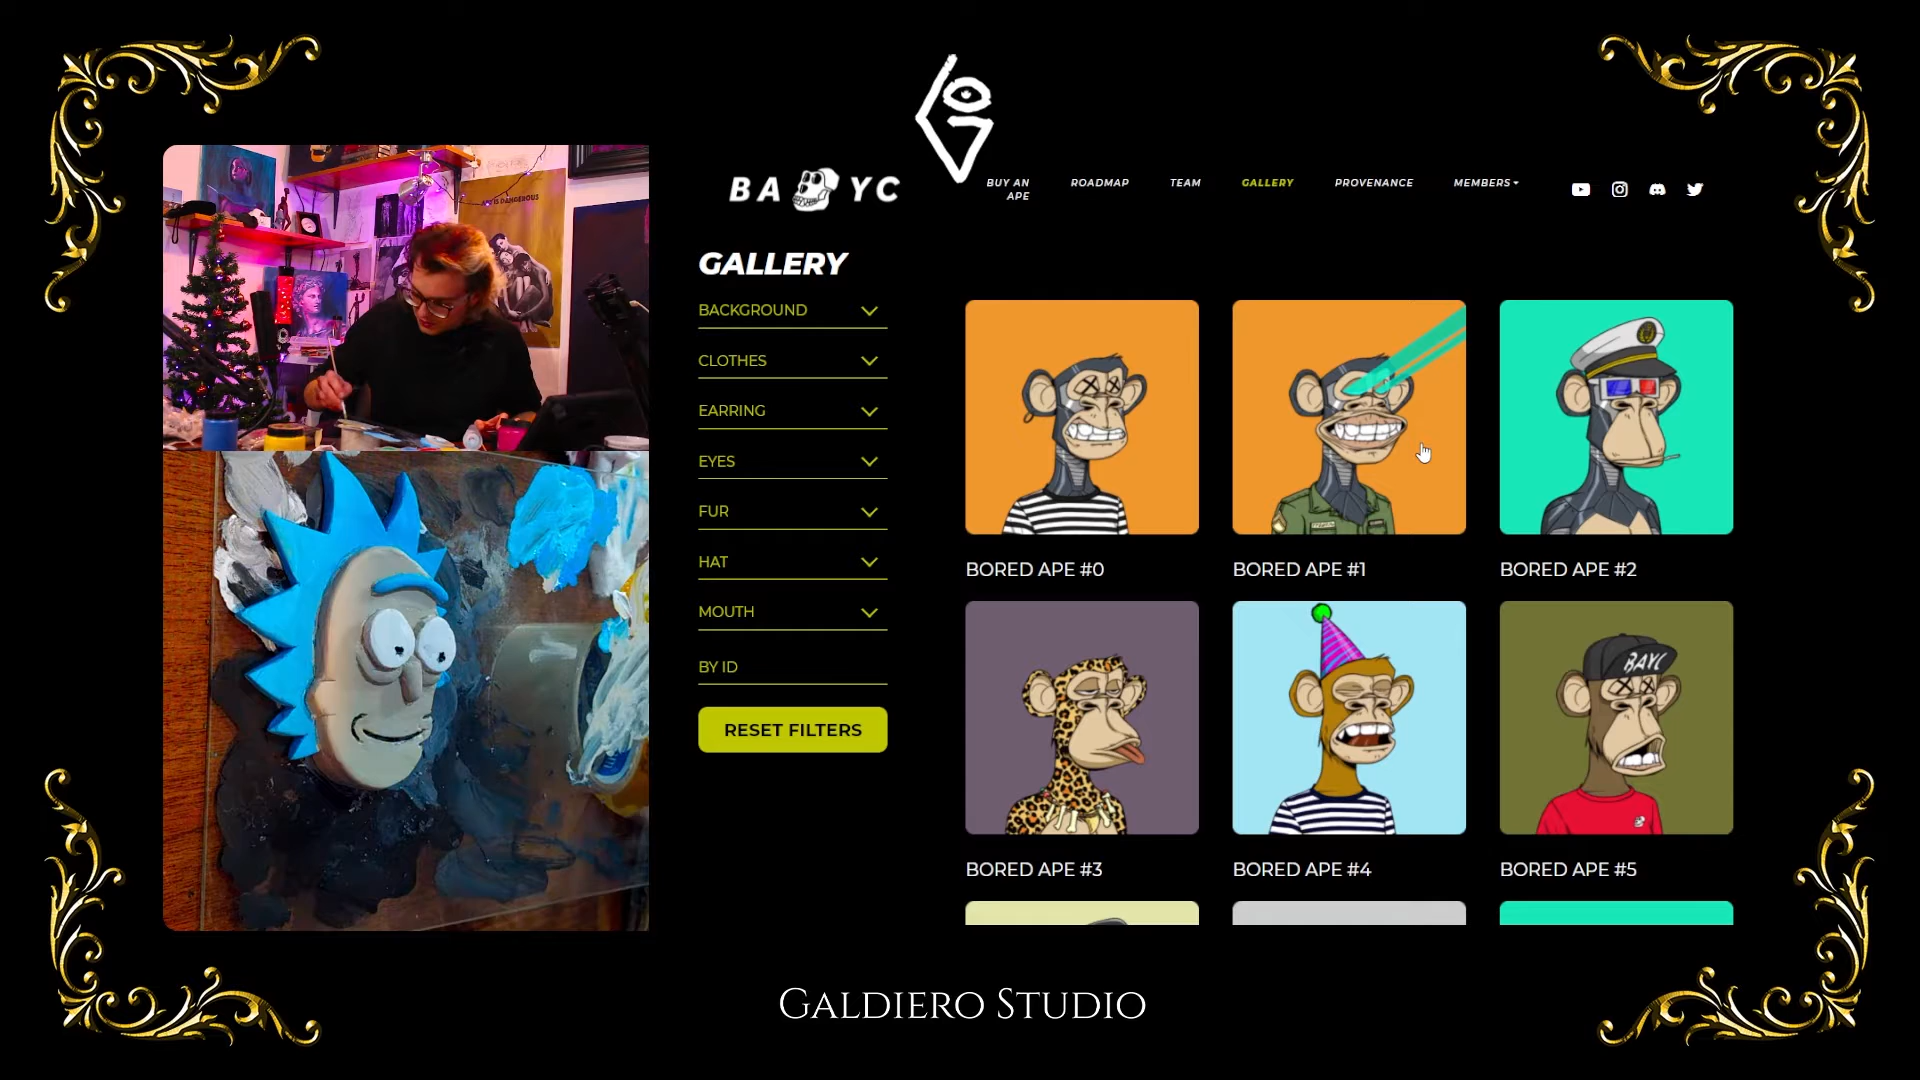 BA YC
BUY AN
APE
ROADMAP
TEAM
GALLERY
PROVENANCE
MEMBERS
GALLERY
BACKGROUND
CLOTHES
EARRING
EYES
FUR
HAT
MOUTH
BY ID
RESET FILTERS
BORED APE #0
BORED APE #1
BORED APE #2
BAYC
BORED APE #3
BORED APE #4
BORED APE #5
GALDIERO STUDIO